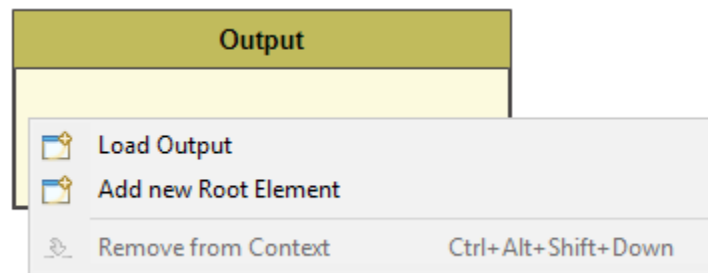 Output
Load Output
Add new Root Element
Remove from Context Ctrl+Alt+Shift+Down